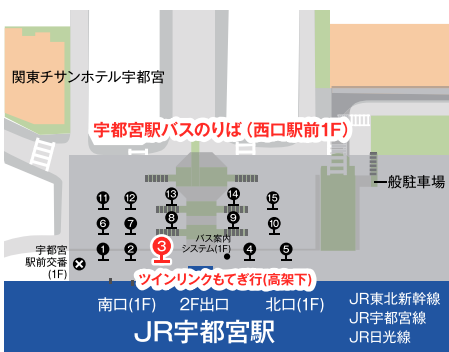 関東チサンホテル宇都宮
宇都宮駅バスのりば（西口駅前1F）
一般駐車場
11
12
13
14
15
6
7
8
9
10
1
2
3
バス案内
システム(1F)
4
5
宇都宮
駅前交番
(1F)
ツインリンクもてぎ行(高架下)
南口(1F)
2F出口
北口(1F)
JR宇都宮駅
JR東北新幹線
JR宇都宮線
JR日光線